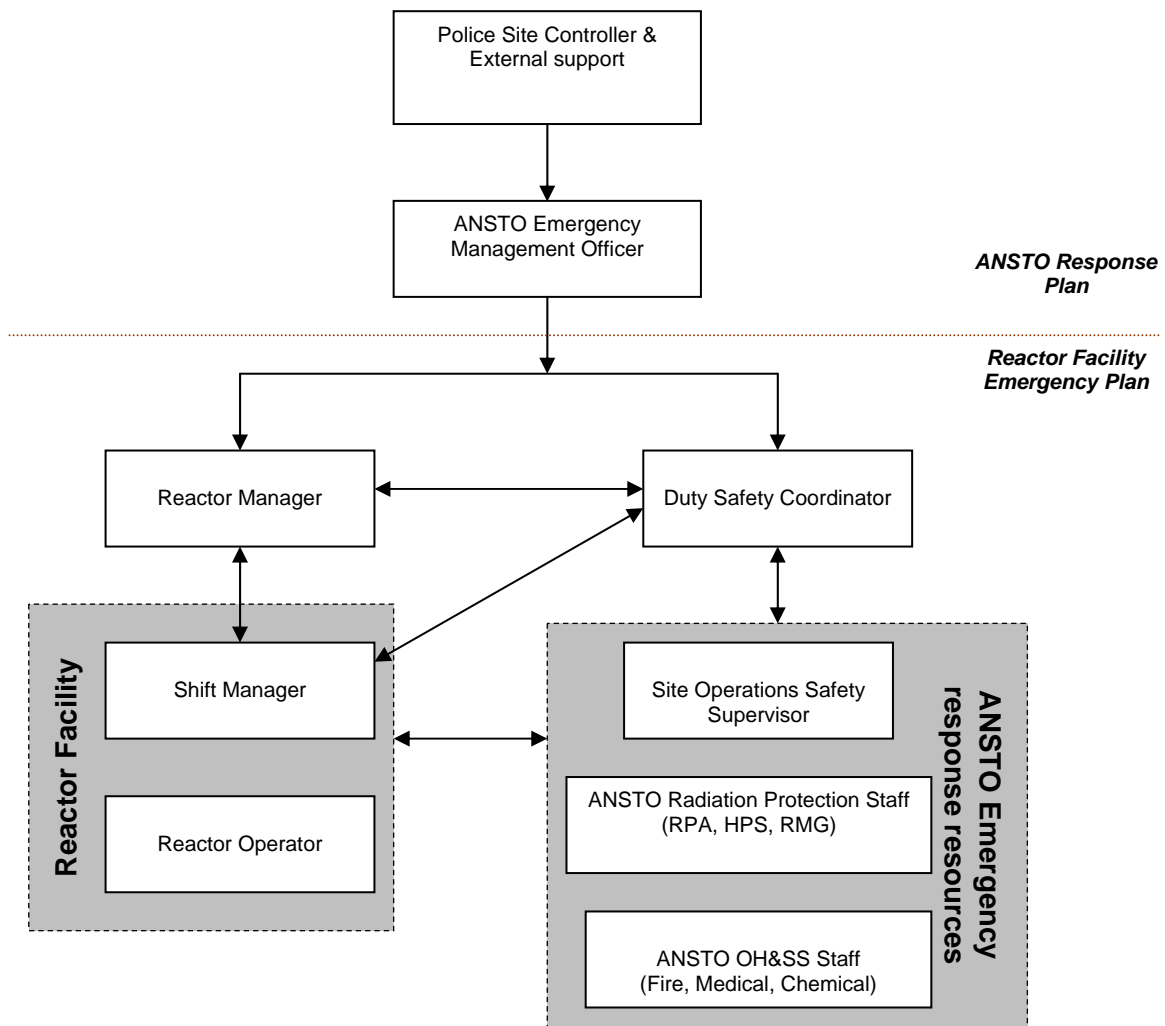 Police Site Controller &
External support
ANSTO Emergency
Management Officer
ANSTO Response
Plan
Reactor Facility
Emergency Plan
Reactor Manager
Duty Safety Coordinator
Reactor Facility
Shift Manager
Reactor Operator
Site Operations Safety
Supervisor
ANSTO Radiation Protection Staff
(RPA, HPS, RMG)
ANSTO OH&SS Staff
(Fire, Medical, Chemical)
ANSTO Emergency
response resources